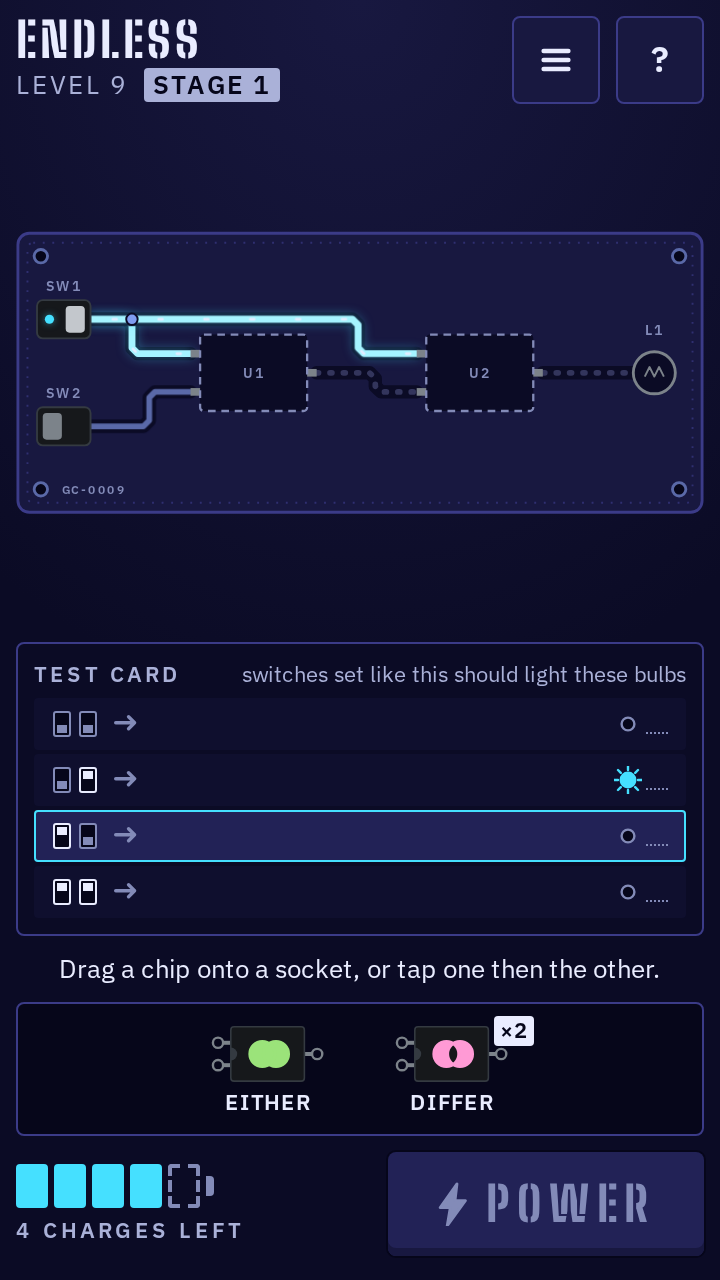 ENDLESS
LEVEL 9 STAGE 1
?
SW1
L1
U1
U2
SW2
GC-0009
TEST CARD switches set like this should light these bulbs
Drag a chip onto a socket, or tap one then the other.
×2
EITHER DIFFER
POWER
4 CHARGES LEFT